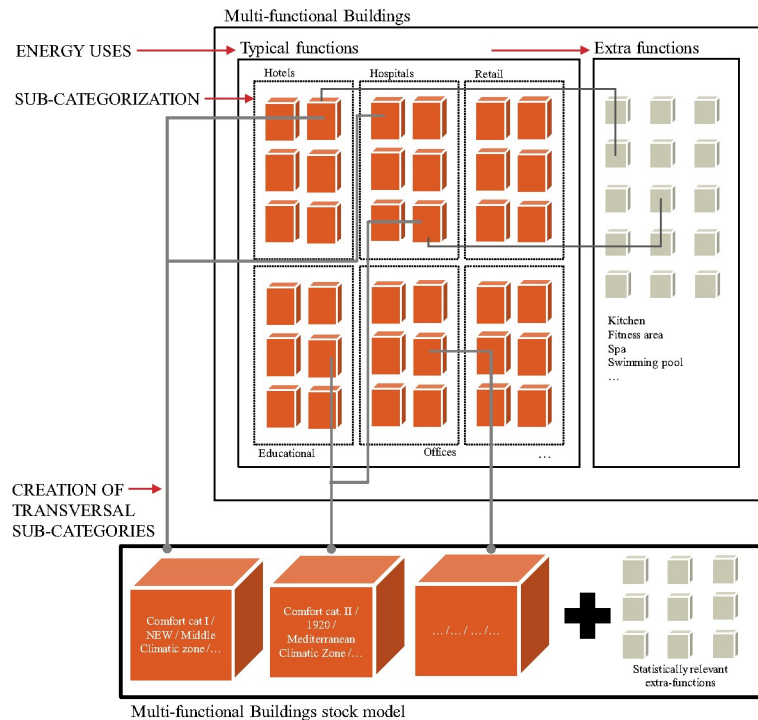 Multi-functional Buildings
ENERGY USES
Typical functions
Extra functions
Hotels
Hospitals
Retail
SUB-CATEGORIZATION
Kitchen
Fitness area
Spa
Swimming pool
…
Educational
Offices
…
CREATION OF
TRANSVERSAL
SUB-CATEGORIES
Comfort cat I /
NEW / Middle
Climatic zone /…
Comfort cat. II /
1920 /
Mediterranean
Climatic Zone /…
… /… / … /…
Statistically relevant
extra-functions
Multi-functional Buildings stock model